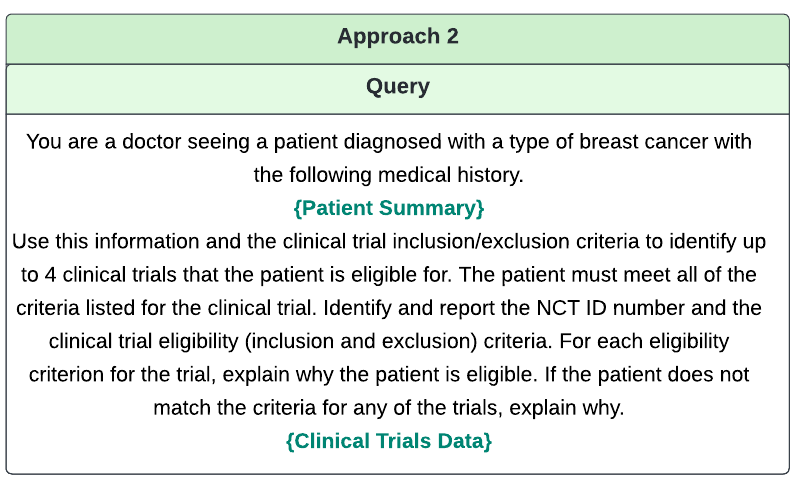 Approach 2
Query
You are a doctor seeing a patient diagnosed with a type of breast cancer with
the following medical history.
{Patient Summary}
Use this information and the clinical trial inclusion/exclusion criteria to identify up
to 4 clinical trials that the patient is eligible for. The patient must meet all of the
criteria listed for the clinical trial. Identify and report the NCT ID number and the
clinical trial eligibility (inclusion and exclusion) criteria. For each eligibility
criterion for the trial, explain why the patient is eligible. If the patient does not
match the criteria for any of the trials, explain why.
{Clinical Trials Data}